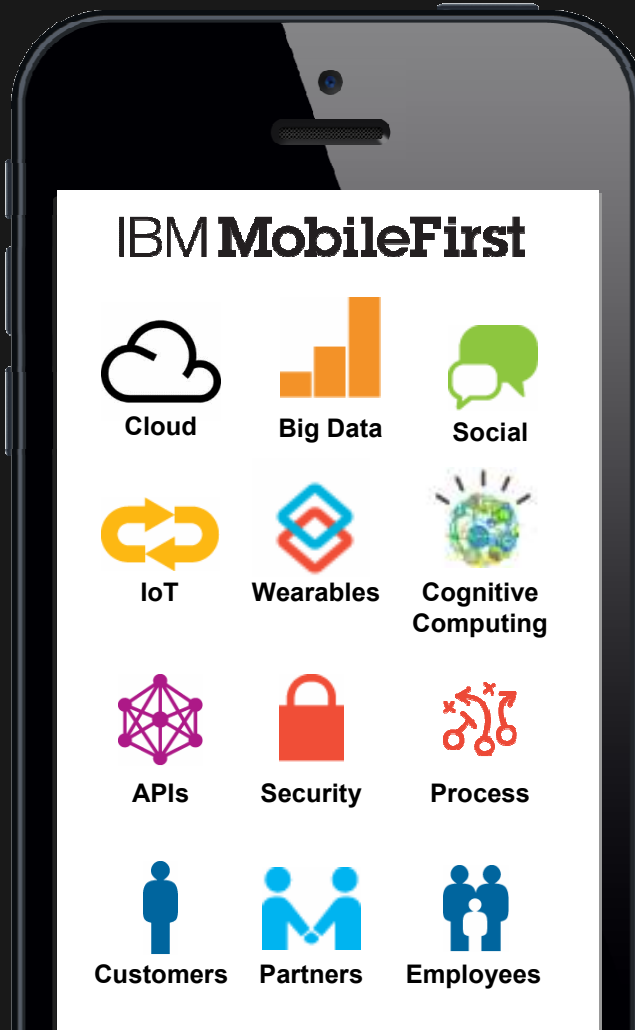 IBM MobileFirst
Cloud Big Data Social
IoT Wearables Cognitive
Computing
APIs Security Process
Customers Partners Employees